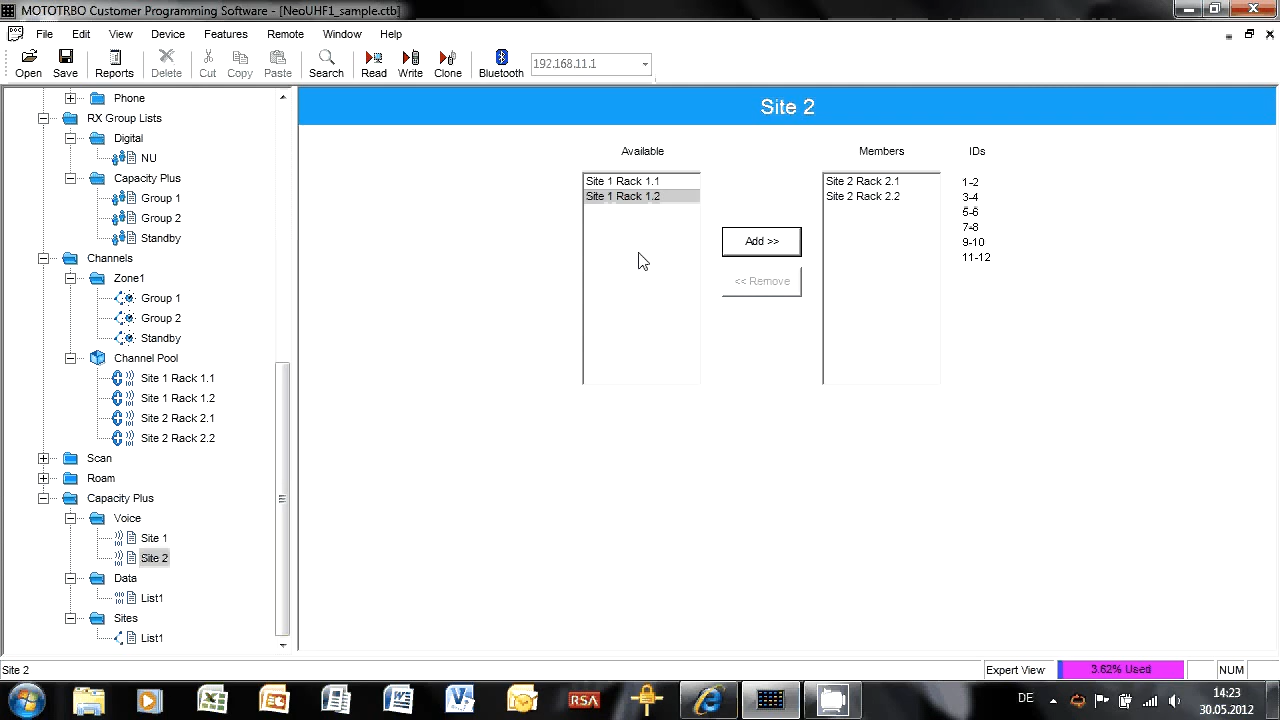 MOTOTRBO Customer Programming Software - [NeoUHF1_sample.ctb]
File Edit View Device Features Remote Window Help
Open Save Reports Delete Cut Copy Paste Search Read Write Clone Bluetooth 192.168.11.1
Phone
RX Group Lists
Digital
NU
Capacity Plus
Group 1
Group 2
Standby
Channels
Zone1
Group 1
Group 2
Standby
Channel Pool
Site 1 Rack 1.1
Site 1 Rack 1.2
Site 2 Rack 2.1
Site 2 Rack 2.2
Scan
Roam
Capacity Plus
Voice
Site 1
Site 2
Data
List1
Sites
List1
Site 2
Available Members IDs
Site 1 Rack 1.1
Site 1 Rack 1.2
Add >>
<< Remove
Site 2 Rack 2.1
Site 2 Rack 2.2
1-2
3-4
5-6
7-8
9-10
11-12
Site 2 Expert View 3.62% Used NUM
RSA DE 14:23
30.05.2012